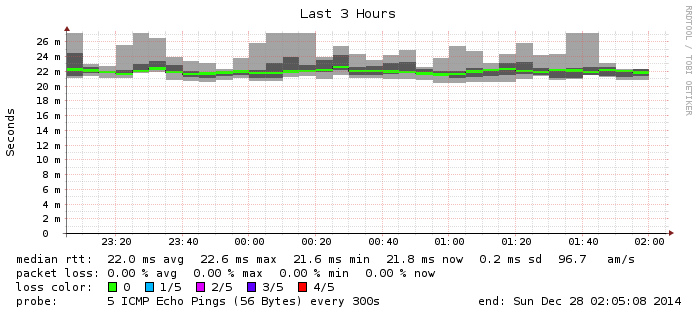 Last 3 Hours
RRDTOOL / TOBI OETIKER
Seconds
26 m
24 m
22 m
20 m
18 m
16 m
14 m
12 m
10 m
8 m
6 m
4 m
2 m
0
23:20 23:40 00:00 00:20 00:40 01:00 01:20 01:40 02:00
median rtt: 22.0 ms avg 22.6 ms max 21.6 ms min 21.8 ms now 0.2 ms sd 96.7 am/s
packet loss: 0.00 % avg 0.00 % max 0.00 % min 0.00 % now
loss color: 0 1/5 2/5 3/5 4/5
probe: 5 ICMP Echo Pings (56 Bytes) every 300s end: Sun Dec 28 02:05:08 2014